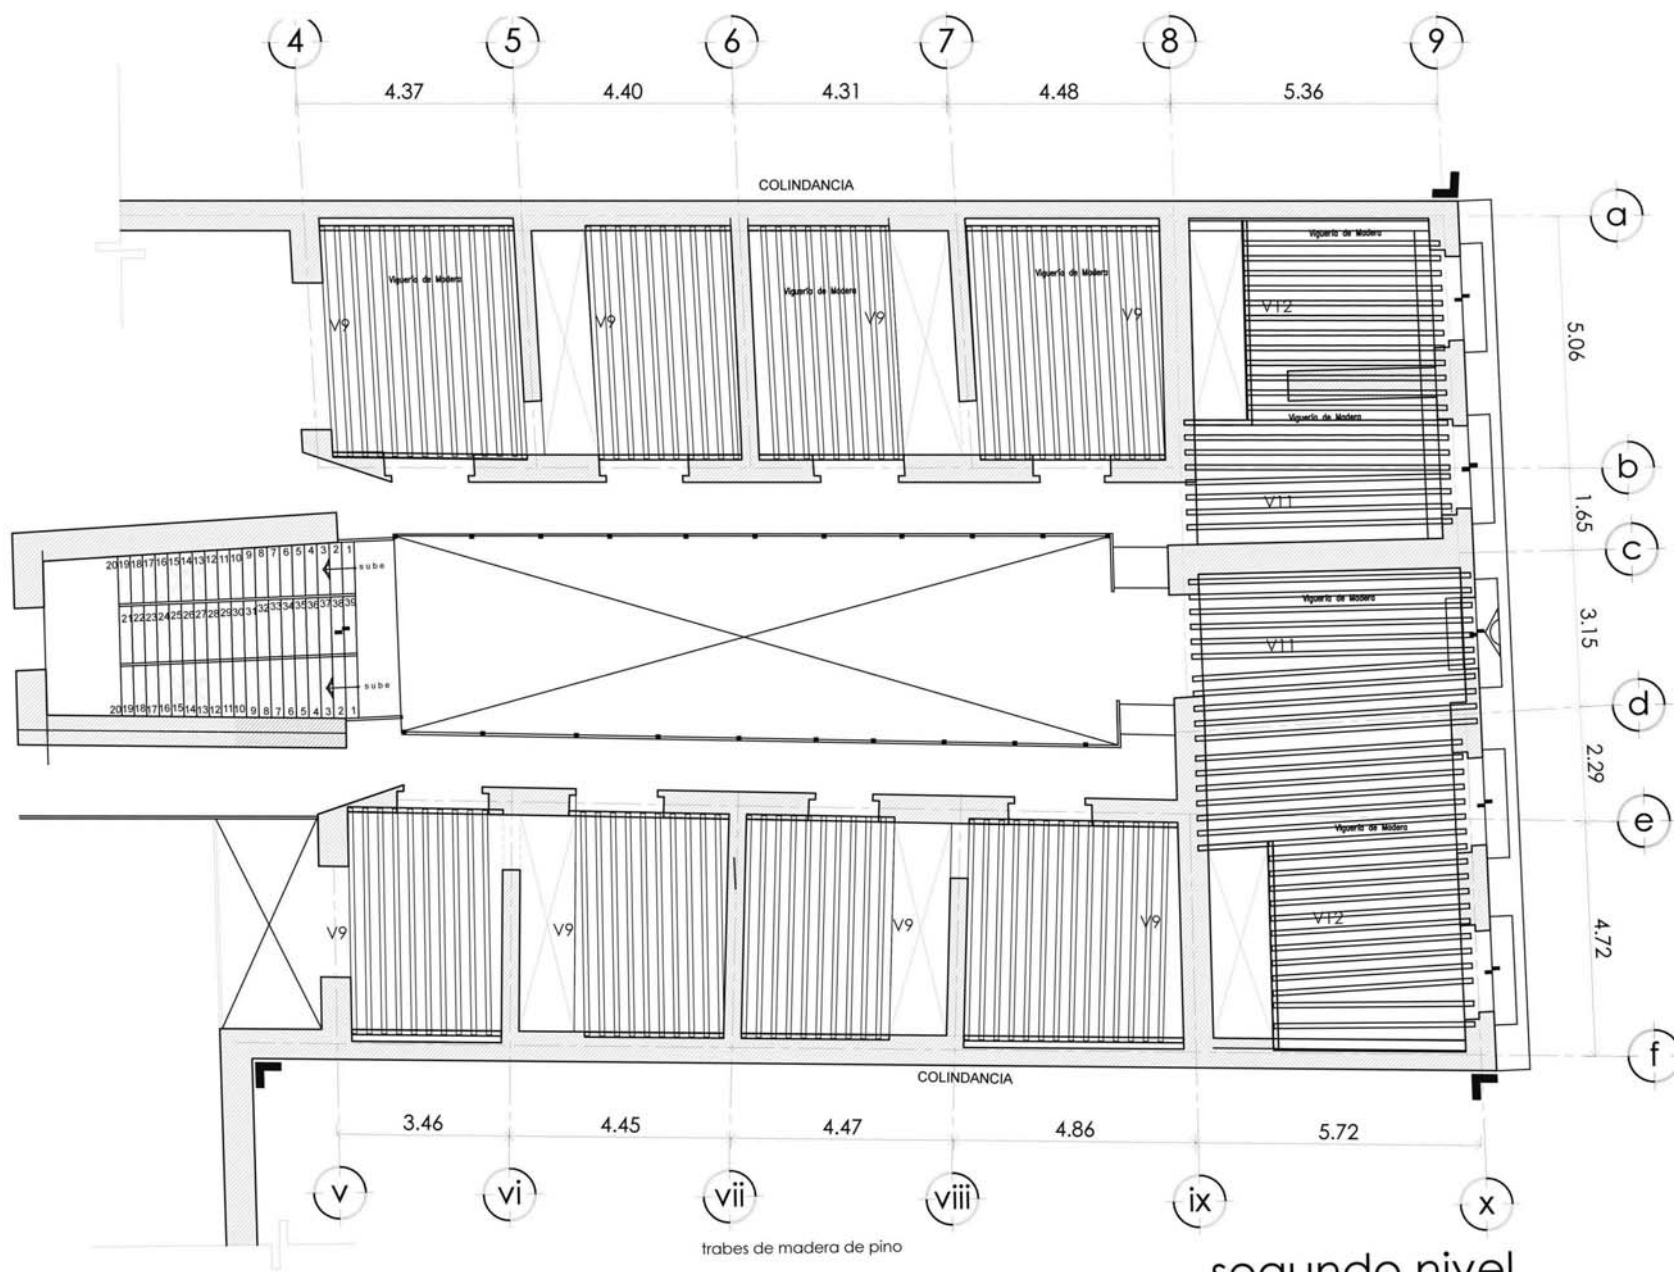 4 5 6 7 8 9
4.37 4.40 4.31 4.48 5.36
COLINDANCIA
a
Viguería de Madera
Viguería de Madera
Viguería de Madera
Viguería de Madera
V9 V9 V9 V9 V12
5.06
Viguería de Madera
b
V11
1.65
c
20 19 18 17 16 15 14 13 12 11 10 9 8 7 6 5 4 3 2 1
sube
21 22 23 24 25 26 27 28 29 30 31 32 33 34 35 36 37 38 39
Viguería de Madera
V11
3.15
sube
20 19 18 17 16 15 14 13 12 11 10 9 8 7 6 5 4 3 2 1
d
2.29
e
Viguería de Madera
V9 V9 V9 V9 V12
4.72
f
COLINDANCIA
3.46 4.45 4.47 4.86 5.72
v vi vii viii ix x
trabes de madera de pino
segundo nivel